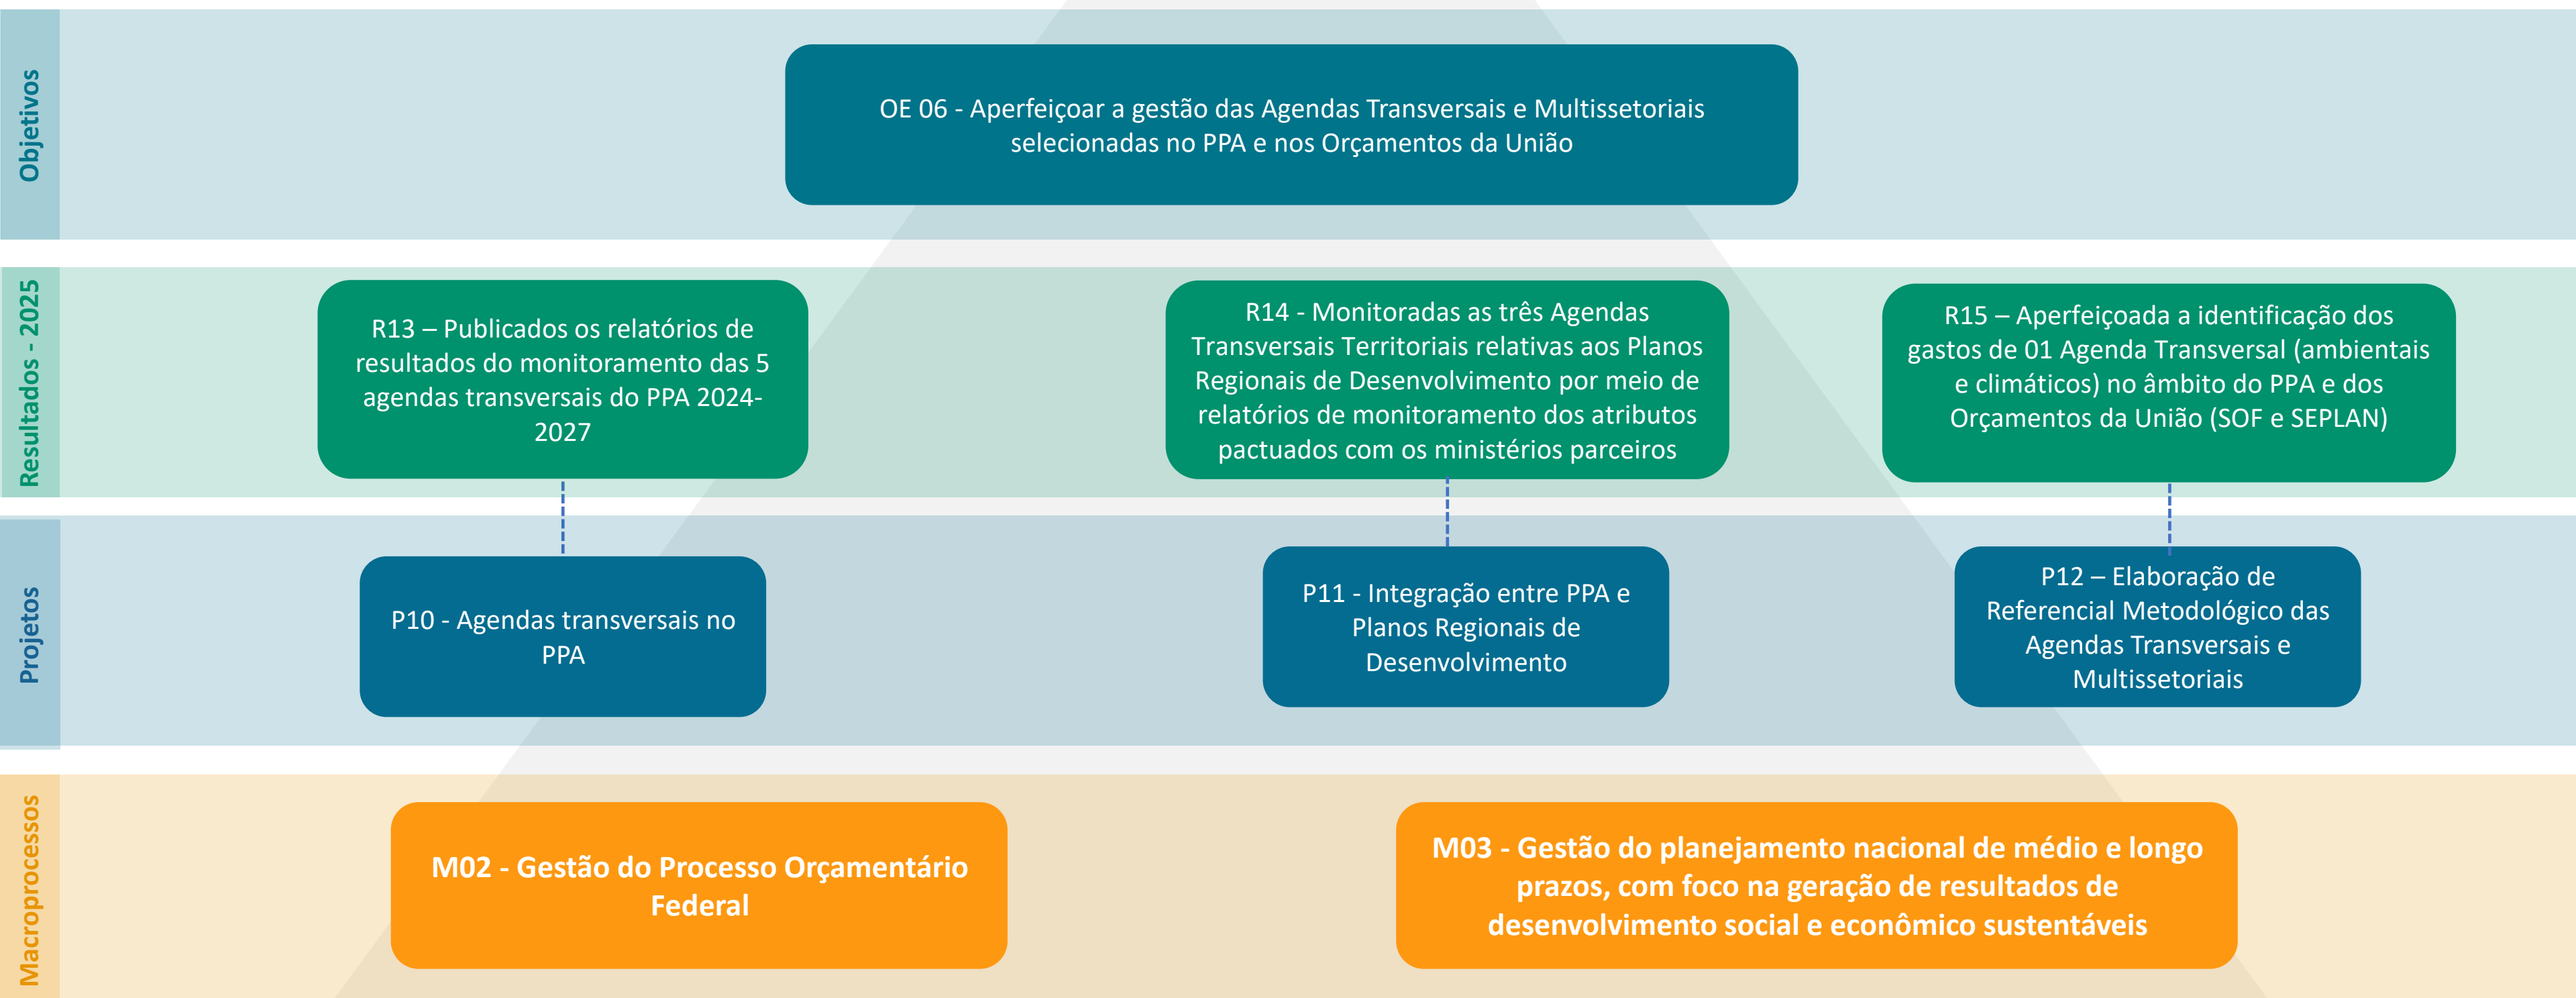 Objetivos
OE 06 - Aperfeiçoar a gestão das Agendas Transversais e Multissetoriais
selecionadas no PPA e nos Orçamentos da União
Resultados - 2025
R13 – Publicados os relatórios de
resultados do monitoramento das 5
agendas transversais do PPA 2024-
2027
R14 - Monitoradas as três Agendas
Transversais Territoriais relativas aos Planos
Regionais de Desenvolvimento por meio de
relatórios de monitoramento dos atributos
pactuados com os ministérios parceiros
R15 – Aperfeiçoada a identificação dos
gastos de 01 Agenda Transversal (ambientais
e climáticos) no âmbito do PPA e dos
Orçamentos da União (SOF e SEPLAN)
Projetos
P10 - Agendas transversais no
PPA
P11 - Integração entre PPA e
Planos Regionais de
Desenvolvimento
P12 – Elaboração de
Referencial Metodológico das
Agendas Transversais e
Multissetoriais
Macroprocessos
M02 - Gestão do Processo Orçamentário
Federal
M03 - Gestão do planejamento nacional de médio e longo
prazos, com foco na geração de resultados de
desenvolvimento social e econômico sustentáveis